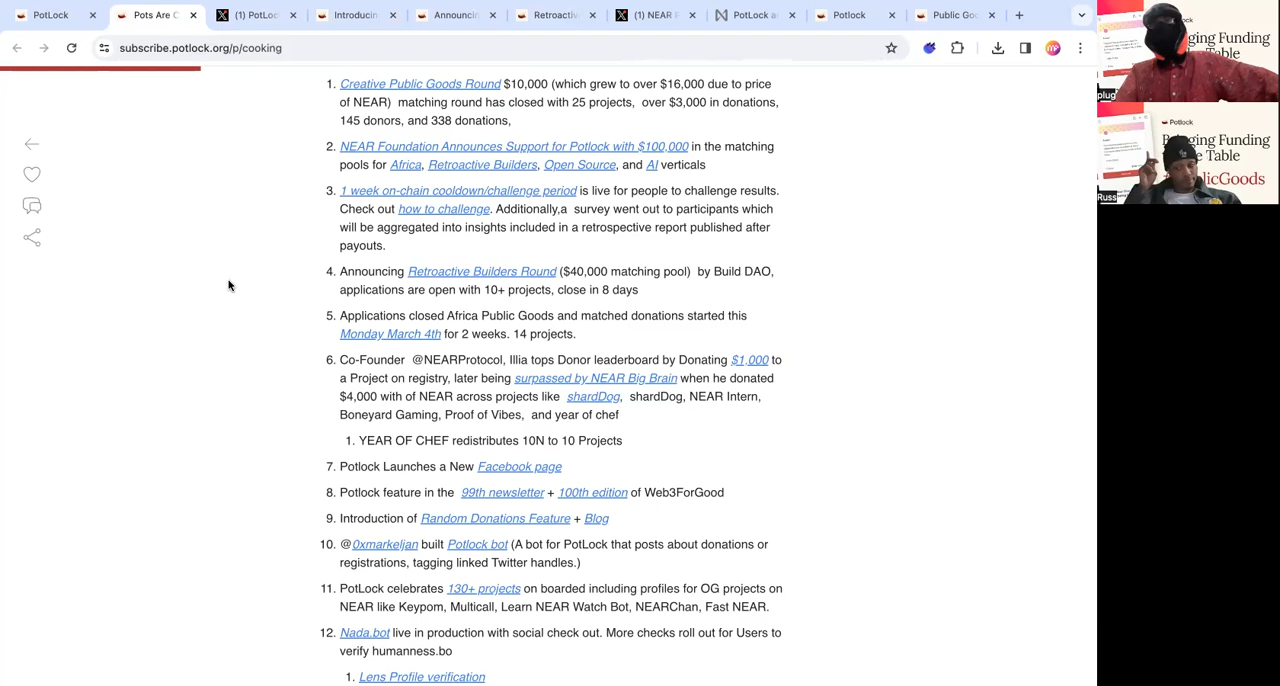 Pots Are C
PotLock
Introducin
Announcin
Retroactiv
NEAR F
PotLock a
Potlock
Public Go
subscribe.potlock.org/p/cooking
1. Creative Public Goods Round $10,000 (which grew to over $16,000 due to price
of NEAR) matching round has closed with 25 projects, over $3,000 in donations,
145 donors, and 338 donations,
2. NEAR Foundation Announces Support for Potlock with $100,000 in the matching
pools for Africa, Retroactive Builders, Open Source, and AI verticals
3. 1 week on-chain cooldown/challenge period is live for people to challenge results.
Check out how to challenge. Additionally,a survey went out to participants which
will be aggregated into insights included in a retrospective report published after
payouts.
4. Announcing Retroactive Builders Round ($40,000 matching pool) by Build DAO,
applications are open with 10+ projects, close in 8 days
5. Applications closed Africa Public Goods and matched donations started this
Monday March 4th for 2 weeks. 14 projects.
6. Co-Founder @NEARProtocol, Illia tops Donor leaderboard by Donating $1,000 to
a Project on registry, later being surpassed by NEAR Big Brain when he donated
$4,000 with of NEAR across projects like shardDog, shardDog, NEAR Intern,
Boneyard Gaming, Proof of Vibes, and year of chef
1. YEAR OF CHEF redistributes 10N to 10 Projects
7. Potlock Launches a New Facebook page
8. Potlock feature in the 99th newsletter + 100th edition of Web3ForGood
9. Introduction of Random Donations Feature + Blog
10. @0xmarkeljan built Potlock bot (A bot for PotLock that posts about donations or
registrations, tagging linked Twitter handles.)
11. PotLock celebrates 130+ projects on boarded including profiles for OG projects on
NEAR like Keypom, Multicall, Learn NEAR Watch Bot, NEARChan, Fast NEAR.
12. Nada.bot live in production with social check out. More checks roll out for Users to
verify humanness.bo
1. Lens Profile verification
ging Funding
Table
Goods
plug
Potlock
Bringing Funding
Table
licGoods
Russ